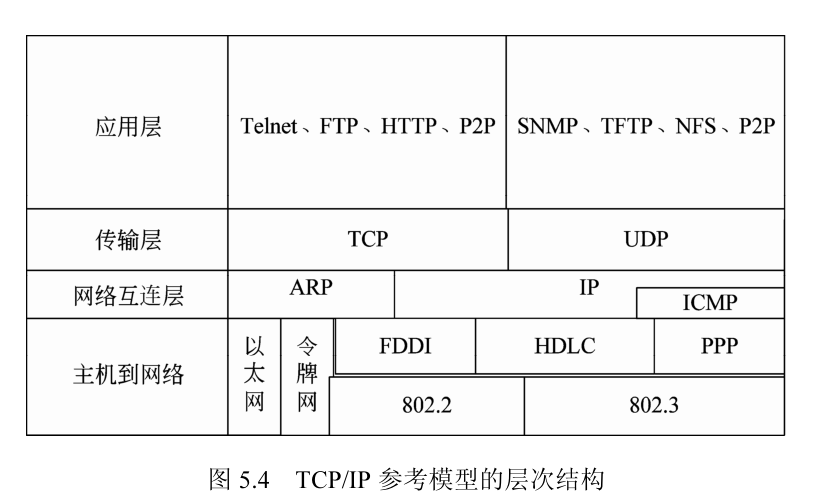 应用层
Telnet、FTP、HTTP、P2P
SNMP、TFTP、NFS、P2P
传输层
TCP
UDP
网络互连层
ARP
IP
ICMP
主机到网络
以太网
令牌网
FDDI
HDLC
PPP
802.2
802.3
图 5.4 TCP/IP 参考模型的层次结构